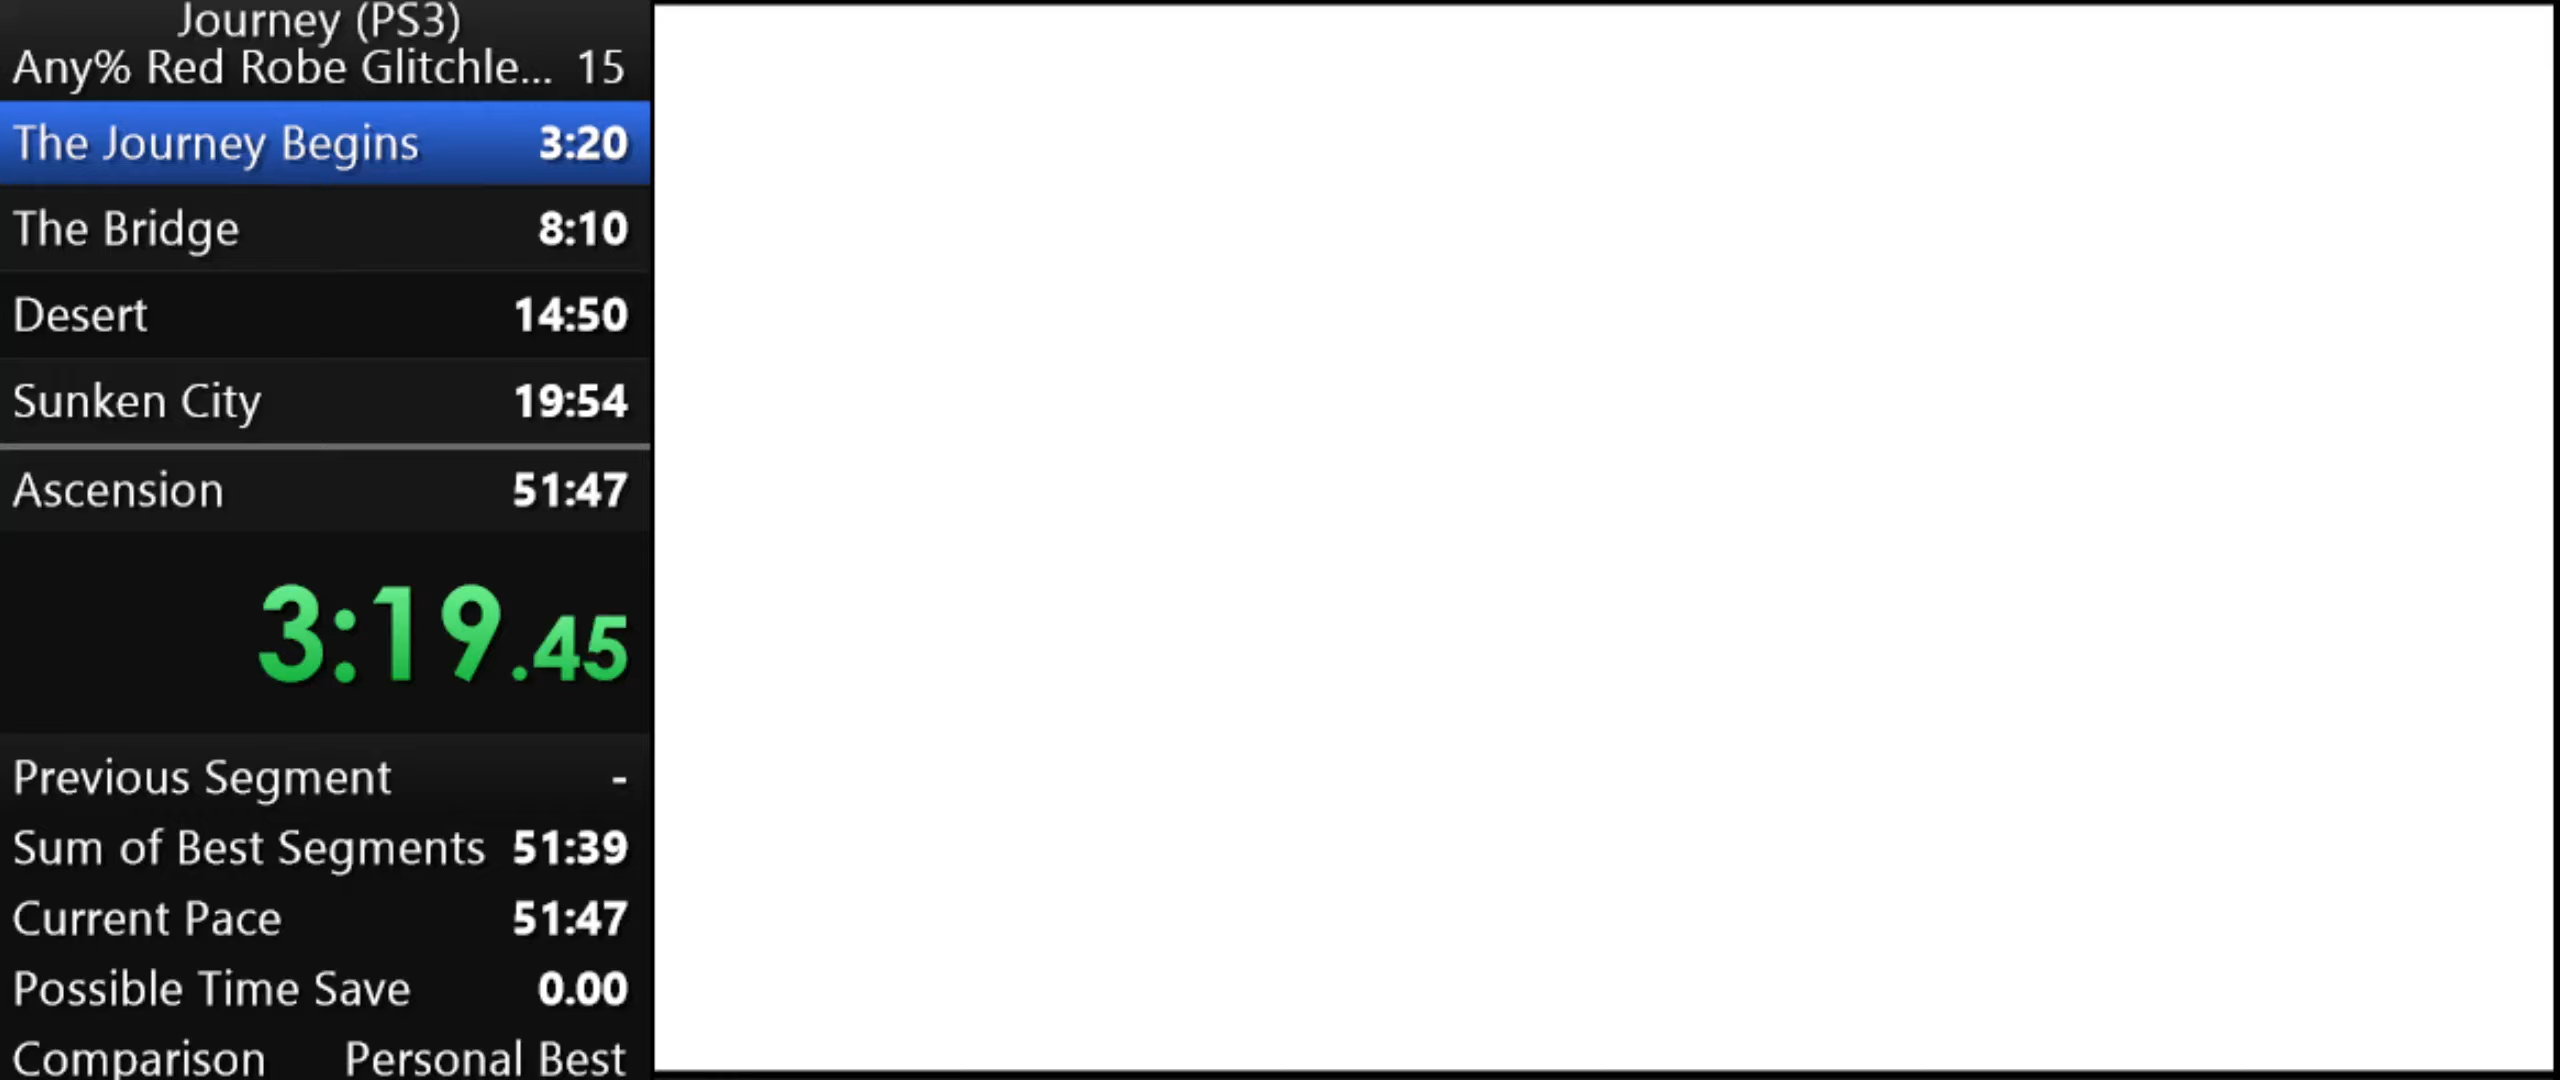 Journey (PS3)
Any% Red Robe Glitchle... 15
The Journey Begins 3:20
The Bridge 8:10
Desert 14:50
Sunken City 19:54
Ascension 51:47
3:19.45
Previous Segment -
Sum of Best Segments 51:39
Current Pace 51:47
Possible Time Save 0.00
Comparison Personal Best